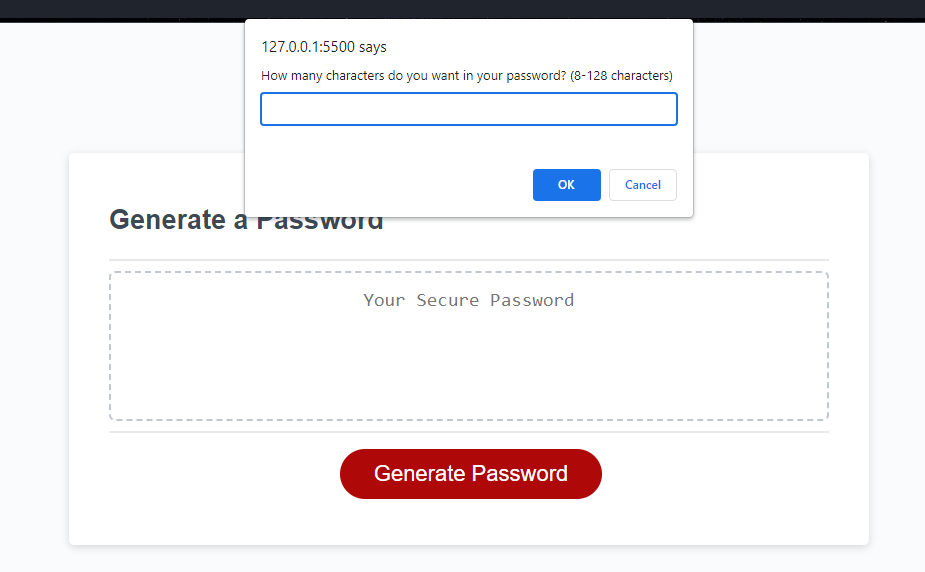 127.0.0.1:5500 says
How many characters do you want in your password? (8-128 characters)
OK
Cancel
Generate a Password
Your Secure Password
Generate Password